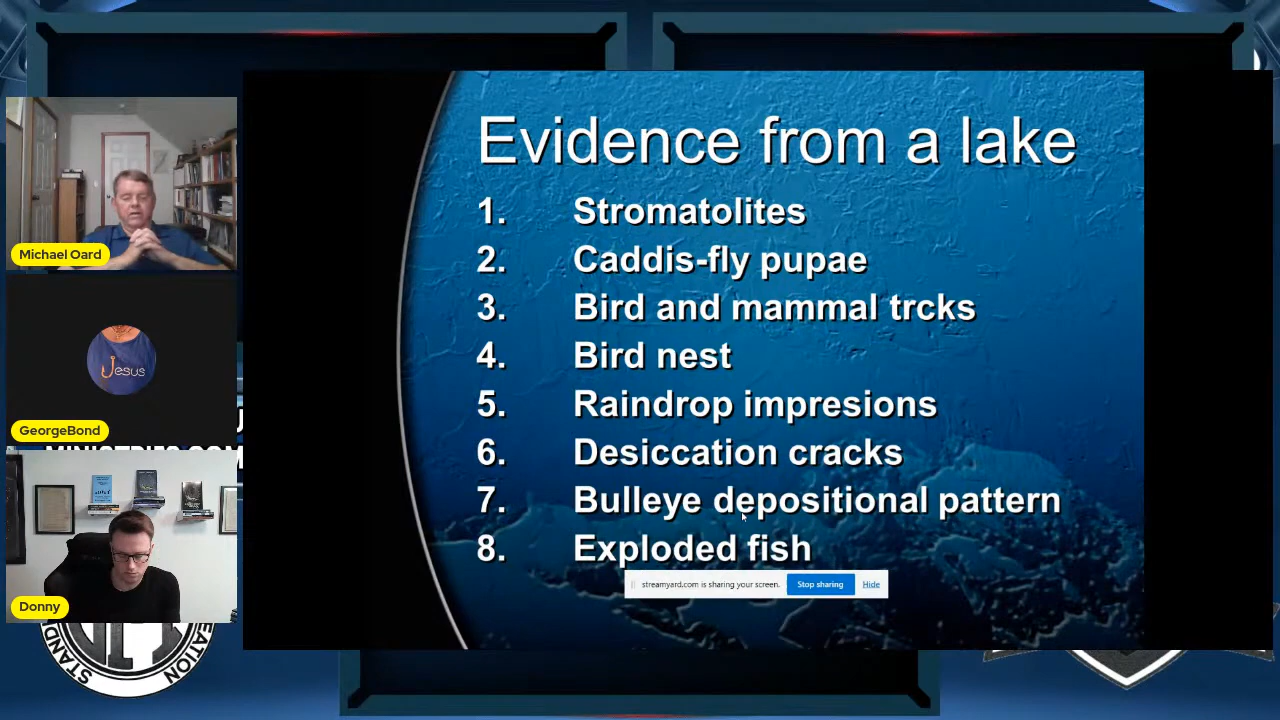 Evidence from a lake
1. Stromatolites
2. Caddis-fly pupae
3. Bird and mammal trcks
4. Bird nest
5. Raindrop impresions
6. Desiccation cracks
7. Bulleye depositional pattern
8. Exploded fish
streamyard.com is sharing your screen. Stop sharing Hide
Michael Oard
Jesus
GeorgeBond
Donny
STAND